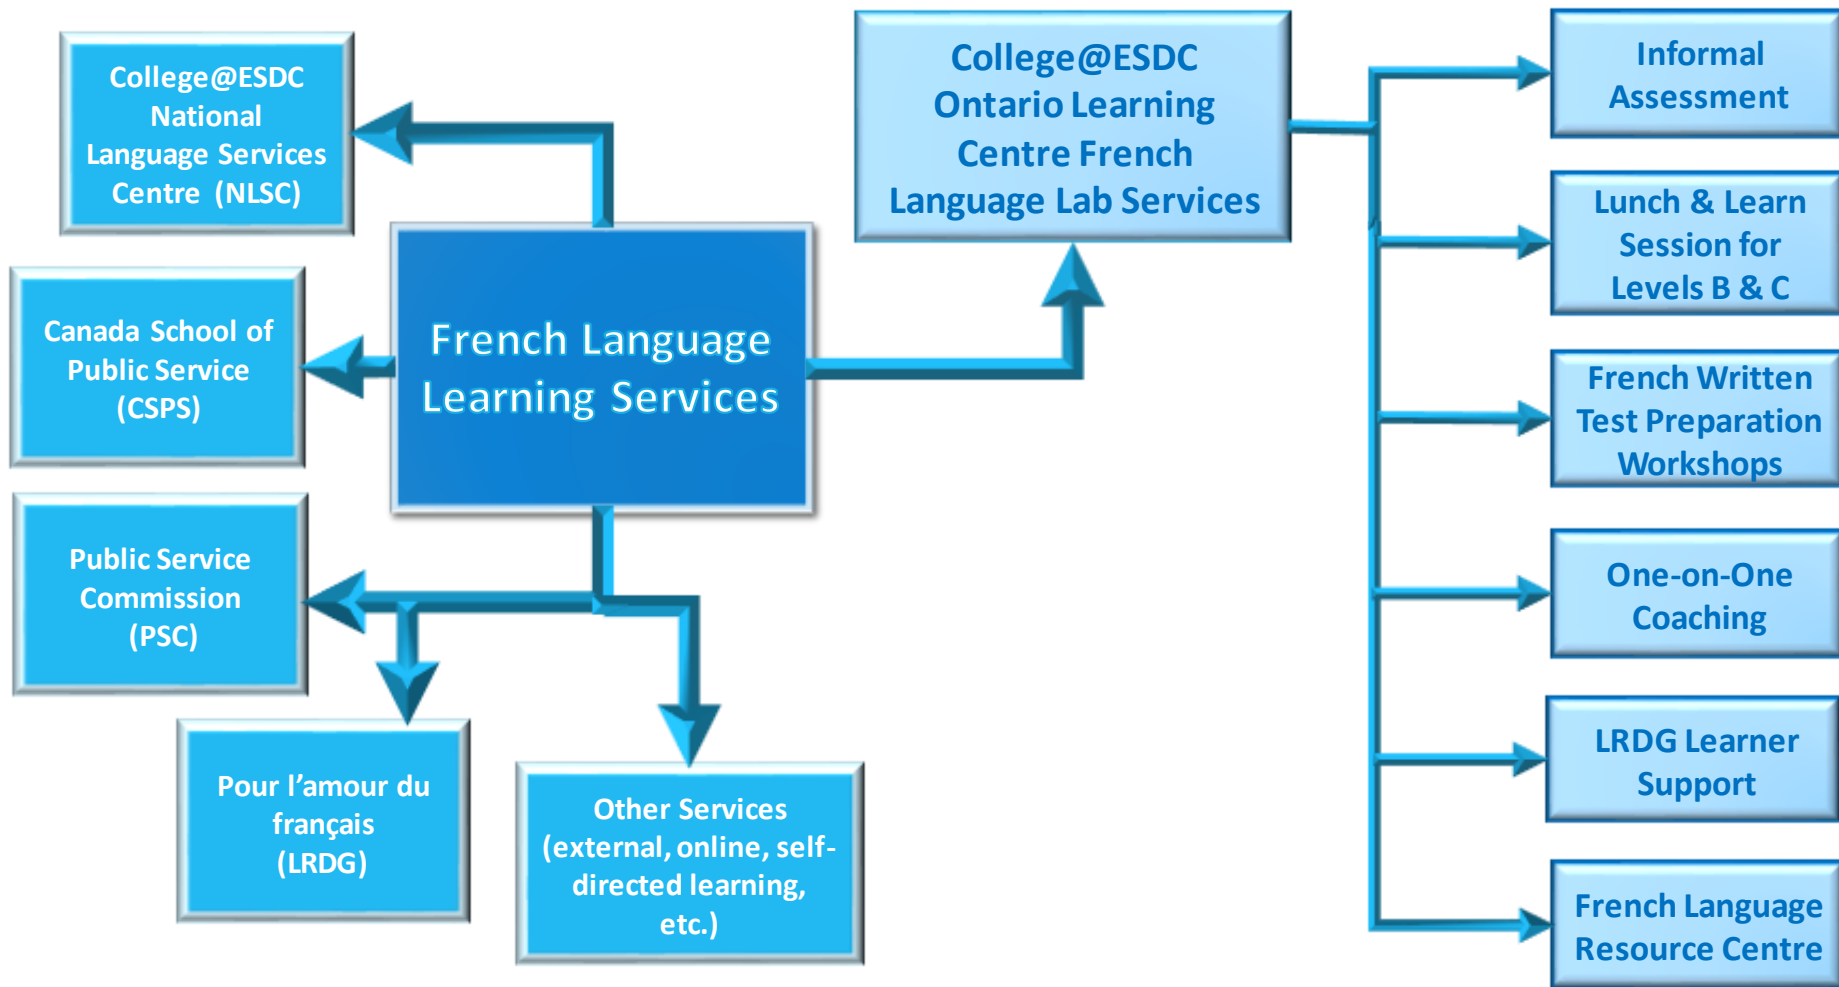 College@ESDC
National
Language Services
Centre (NLSC)
Canada School of
Public Service
(CSPS)
Public Service
Commission
(PSC)
Pour l’amour du
français
(LRDG)
Other Services
(external, online, self-
directed learning,
etc.)
French Language
Learning Services
College@ESDC
Ontario Learning
Centre French
Language Lab Services
Informal
Assessment
Lunch & Learn
Session for
Levels B & C
French Written
Test Preparation
Workshops
One-on-One
Coaching
LRDG Learner
Support
French Language
Resource Centre